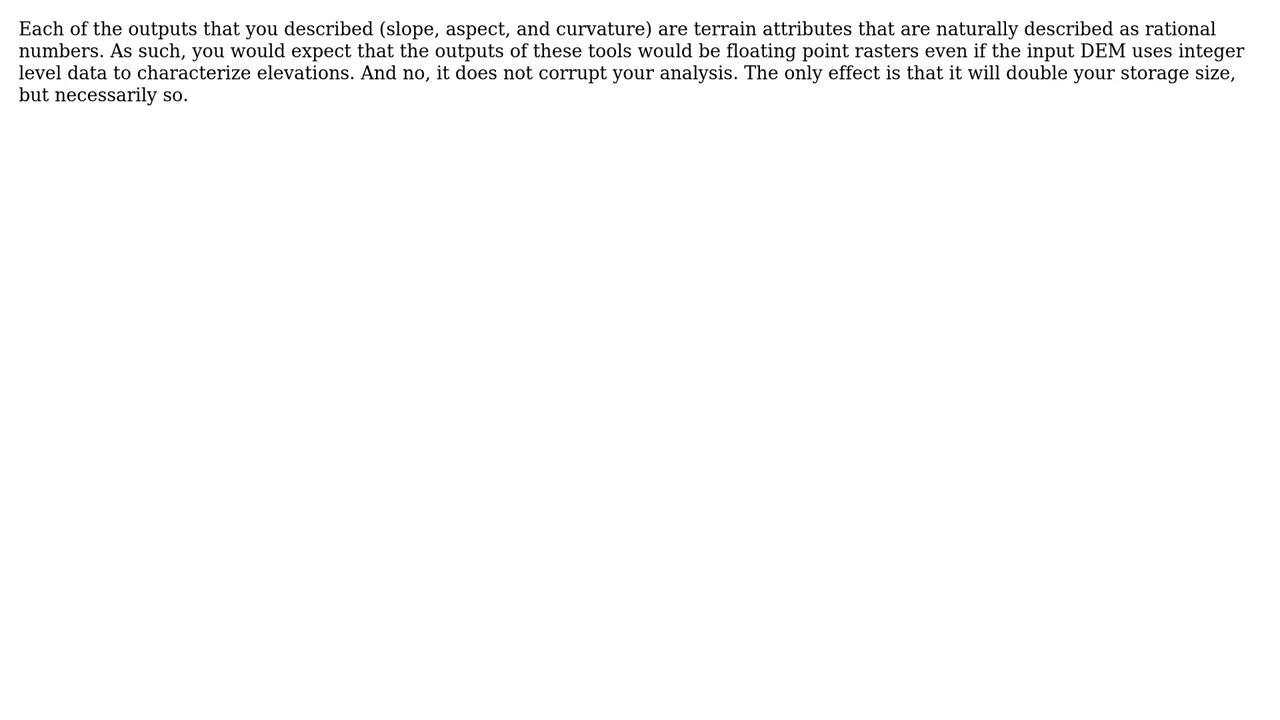 Each of the outputs that you described (slope, aspect, and curvature) are terrain attributes that are naturally described as rational
numbers. As such, you would expect that the outputs of these tools would be floating point rasters even if the input DEM uses integer
level data to characterize elevations. And no, it does not corrupt your analysis. The only effect is that it will double your storage size,
but necessarily so.